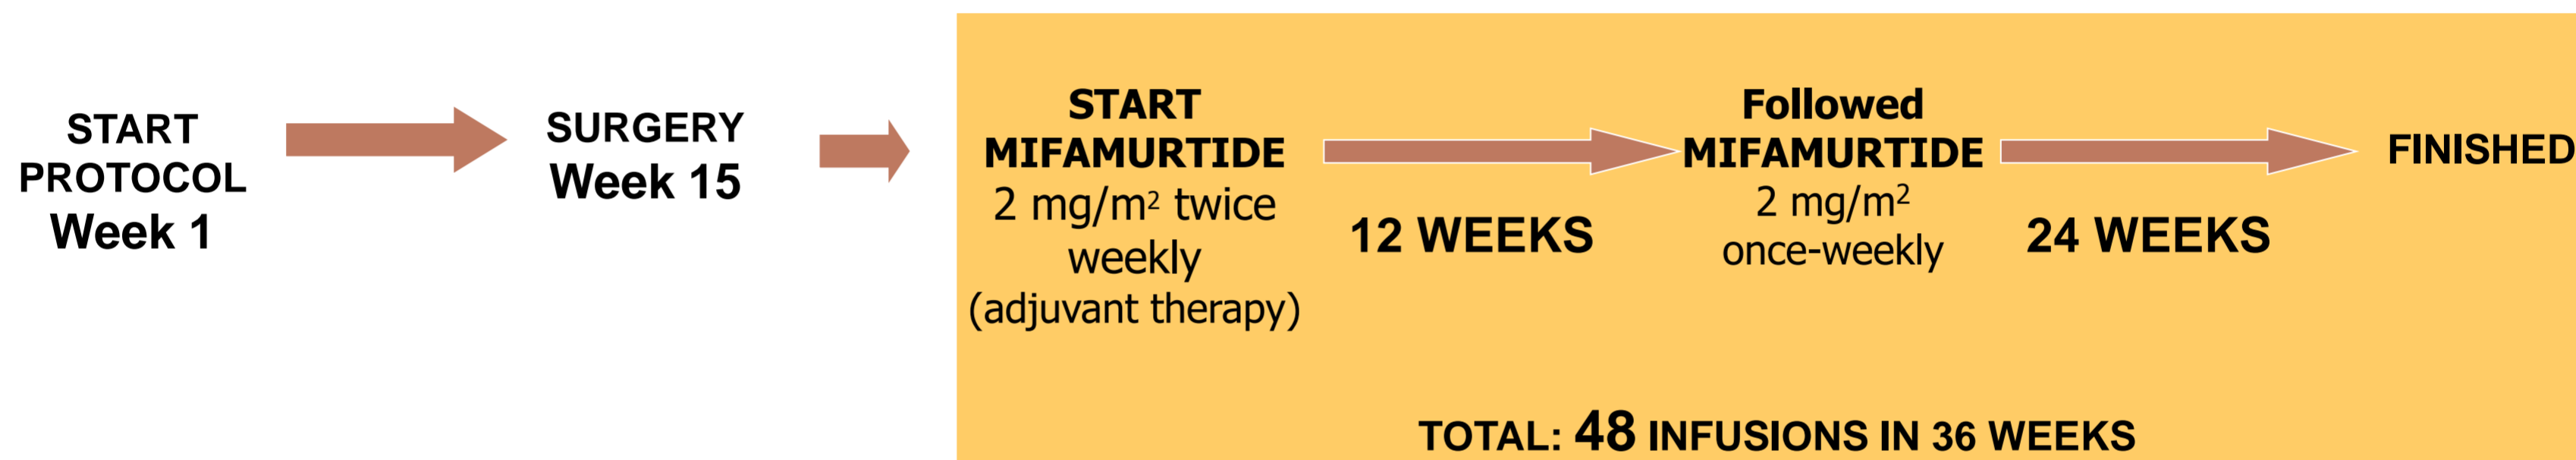 START
PROTOCOL
Week 1
SURGERY
Week 15
START
MIFAMURTIDE
2 mg/m² twice
weekly
(adjuvant therapy)
12 WEEKS
Followed
MIFAMURTIDE
2 mg/m²
once-weekly
24 WEEKS
FINISHED
TOTAL: 48 INFUSIONS IN 36 WEEKS